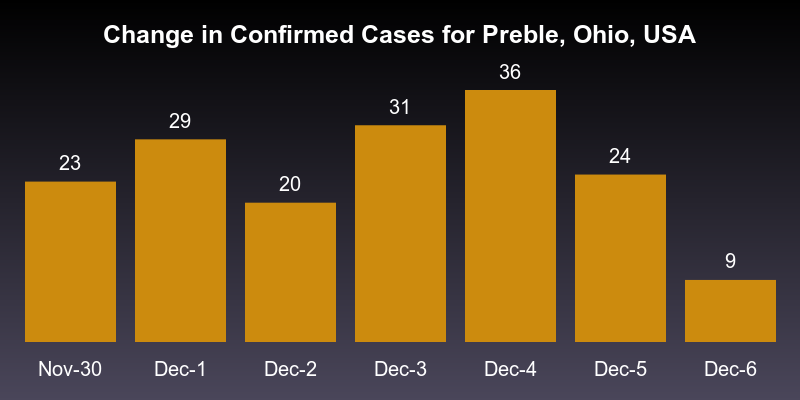 Change in Confirmed Cases for Preble, Ohio, USA
23
29
20
31
36
24
9
Nov-30
Dec-1
Dec-2
Dec-3
Dec-4
Dec-5
Dec-6